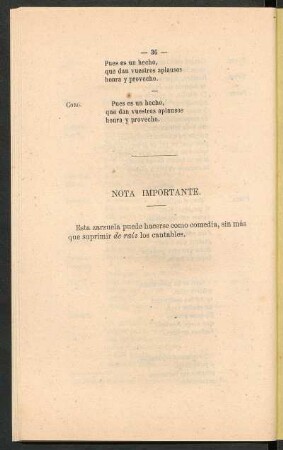 — 36 —
Pues es un hecho,
que dan vuestros aplausos
honra y provecho.
—
Coro. Pues es un hecho,
que dan vuestros aplausos
honra y provecho.
NOTA IMPORTANTE.
Esta zarzuela puede hacerse como comedia, sin más
que suprimir de raíz los cantables.